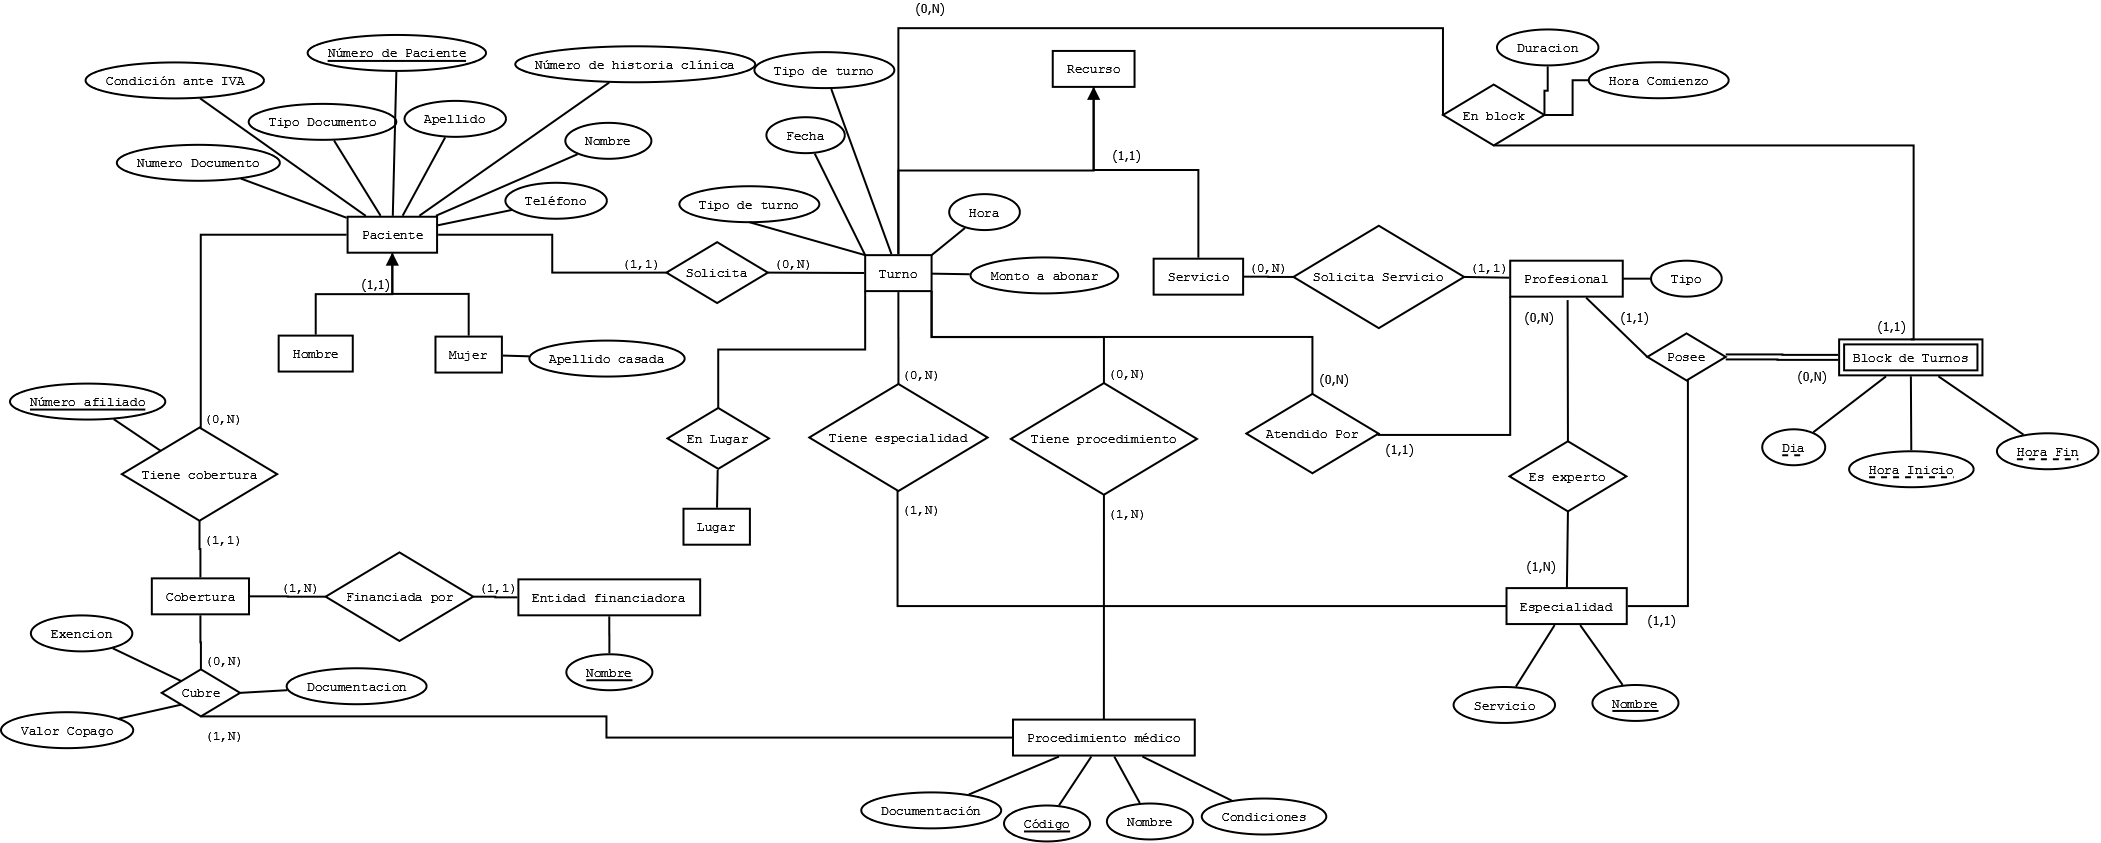 (0,N)
Duracion
Número de Paciente
Número de historia clínica
Tipo de turno
Recurso
Condición ante IVA
Hora Comienzo
Tipo Documento
Apellido
En block
Fecha
Nombre
(1,1)
Numero Documento
Teléfono
Tipo de turno
Hora
Paciente
(1,1)
Solicita
(0,N)
Turno
Monto a abonar
Servicio
(0,N)
Solicita Servicio
(1,1)
Profesional
Tipo
(1,1)
(0,N)
(1,1)
(1,1)
Hombre
Mujer
Apellido casada
Posee
Block de Turnos
(0,N)
(0,N)
(0,N)
(0,N)
Número afiliado
(0,N)
En Lugar
Tiene especialidad
Tiene procedimiento
Atendido Por
(1,1)
Dia
Hora Inicio
Hora Fin
Tiene cobertura
Es experto
(1,N)
(1,N)
Lugar
(1,1)
(1,N)
Cobertura
(1,N)
Financiada por
(1,1)
Entidad financiadora
Especialidad
(1,1)
Exencion
(0,N)
Nombre
Cubre
Documentacion
Servicio
Nombre
Valor Copago
(1,N)
Procedimiento médico
Documentación
Código
Nombre
Condiciones